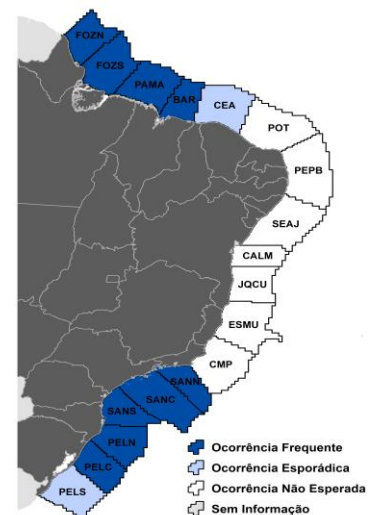 FOZN
FOZS
PAMA
BAR
CEA
POT
PEPB
SEAJ
CALM
JQCU
ESMU
CMP
SANN
SANC
SANS
PELN
PELC
PELS
Ocorrência Frequente
Ocorrência Esporádica
Ocorrência Não Esperada
Sem Informação